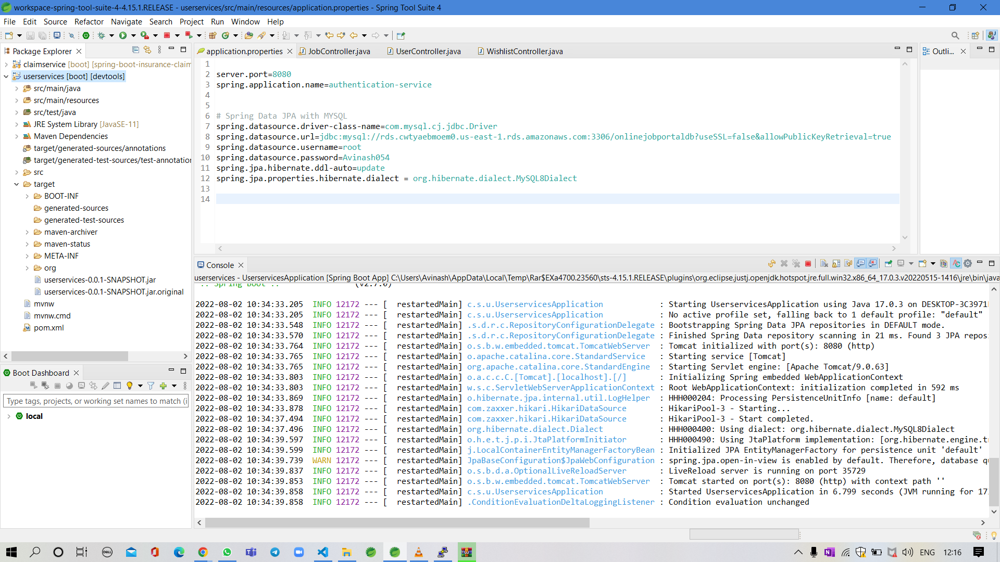 workspace-spring-tool-suite-4-4.15.1.RELEASE - userservices/src/main/resources/application.properties - Spring Tool Suite 4
File Edit Source Refactor Navigate Search Project Run Window Help
Package Explorer
claimservice [boot] [spring-boot-insurance-claim
userservices [boot] [devtools]
src/main/java
src/main/resources
src/test/java
JRE System Library [JavaSE-11]
Maven Dependencies
target/generated-sources/annotations
target/generated-test-sources/test-annotation
src
target
BOOT-INF
generated-sources
generated-test-sources
maven-archiver
maven-status
META-INF
org
userservices-0.0.1-SNAPSHOT.jar
userservices-0.0.1-SNAPSHOT.jar.original
mvnw
mvnw.cmd
pom.xml
Boot Dashboard
Type tags, projects, or working set names to match (i
local
application.properties JobController.java UserController.java WishlistController.java
1
2 server.port=8080
3 spring.application.name=authentication-service
4
5
6 # Spring Data JPA with MYSQL
7 spring.datasource.driver-class-name=com.mysql.cj.jdbc.Driver
8 spring.datasource.url=jdbc:mysql://rds.cwtyaebmoem0.us-east-1.rds.amazonaws.com:3306/onlinejobportaldb?useSSL=false&allowPublicKeyRetrieval=true
9 spring.datasource.username=root
10 spring.datasource.password=Avinash054
11 spring.jpa.hibernate.ddl-auto=update
12 spring.jpa.properties.hibernate.dialect = org.hibernate.dialect.MySQL8Dialect
13
14
Outli...
Console
userservices - UserservicesApplication [Spring Boot App] C:\Users\Avinash\AppData\Local\Temp\Rar$EXa4700.23560\sts-4.15.1.RELEASE\plugins\org.eclipse.justj.openjdk.hotspot.jre.full.win32.x86_64_17.0.3.v20220515-1416\jre\bin\java
:: Spring Boot :: (v2.7.0)
2022-08-02 10:34:33.205 INFO 12172 --- [ restartedMain] c.s.u.UserservicesApplication : Starting UserservicesApplication using Java 17.0.3 on DESKTOP-3C3971
2022-08-02 10:34:33.205 INFO 12172 --- [ restartedMain] c.s.u.UserservicesApplication : No active profile set, falling back to 1 default profile: "default"
2022-08-02 10:34:33.548 INFO 12172 --- [ restartedMain] .s.d.r.c.RepositoryConfigurationDelegate : Bootstrapping Spring Data JPA repositories in DEFAULT mode.
2022-08-02 10:34:33.570 INFO 12172 --- [ restartedMain] .s.d.r.c.RepositoryConfigurationDelegate : Finished Spring Data repository scanning in 21 ms. Found 3 JPA repos
2022-08-02 10:34:33.764 INFO 12172 --- [ restartedMain] o.s.b.w.embedded.tomcat.TomcatWebServer : Tomcat initialized with port(s): 8080 (http)
2022-08-02 10:34:33.765 INFO 12172 --- [ restartedMain] o.apache.catalina.core.StandardService : Starting service [Tomcat]
2022-08-02 10:34:33.765 INFO 12172 --- [ restartedMain] org.apache.catalina.core.StandardEngine : Starting Servlet engine: [Apache Tomcat/9.0.63]
2022-08-02 10:34:33.803 INFO 12172 --- [ restartedMain] o.a.c.c.C.[Tomcat].[localhost].[/] : Initializing Spring embedded WebApplicationContext
2022-08-02 10:34:33.803 INFO 12172 --- [ restartedMain] w.s.c.ServletWebServerApplicationContext : Root WebApplicationContext: initialization completed in 592 ms
2022-08-02 10:34:33.869 INFO 12172 --- [ restartedMain] o.hibernate.jpa.internal.util.LogHelper : HHH000204: Processing PersistenceUnitInfo [name: default]
2022-08-02 10:34:33.878 INFO 12172 --- [ restartedMain] com.zaxxer.hikari.HikariDataSource : HikariPool-3 - Starting...
2022-08-02 10:34:37.494 INFO 12172 --- [ restartedMain] com.zaxxer.hikari.HikariDataSource : HikariPool-3 - Start completed.
2022-08-02 10:34:37.496 INFO 12172 --- [ restartedMain] org.hibernate.dialect.Dialect : HHH000400: Using dialect: org.hibernate.dialect.MySQL8Dialect
2022-08-02 10:34:39.597 INFO 12172 --- [ restartedMain] o.h.e.t.j.p.i.JtaPlatformInitiator : HHH000490: Using JtaPlatform implementation: [org.hibernate.engine.t
2022-08-02 10:34:39.599 INFO 12172 --- [ restartedMain] j.LocalContainerEntityManagerFactoryBean : Initialized JPA EntityManagerFactory for persistence unit 'default'
2022-08-02 10:34:39.739 WARN 12172 --- [ restartedMain] JpaBaseConfiguration$JpaWebConfiguration : spring.jpa.open-in-view is enabled by default. Therefore, database q
2022-08-02 10:34:39.837 INFO 12172 --- [ restartedMain] o.s.b.d.a.OptionalLiveReloadServer : LiveReload server is running on port 35729
2022-08-02 10:34:39.853 INFO 12172 --- [ restartedMain] o.s.b.w.embedded.tomcat.TomcatWebServer : Tomcat started on port(s): 8080 (http) with context path ''
2022-08-02 10:34:39.858 INFO 12172 --- [ restartedMain] c.s.u.UserservicesApplication : Started UserservicesApplication in 6.799 seconds (JVM running for 17
2022-08-02 10:34:39.858 INFO 12172 --- [ restartedMain] .ConditionEvaluationDeltaLoggingListener : Condition evaluation unchanged
DELL
ENG 12:16